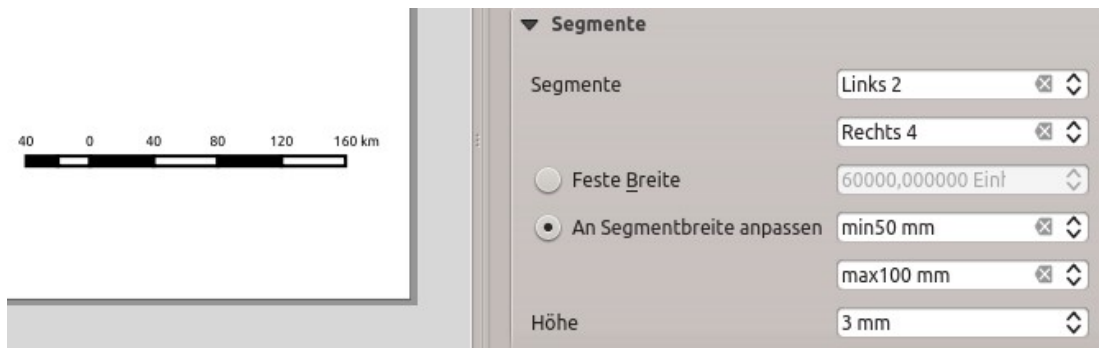 40 0 40 80 120 160 km
Segmente
Segmente Links 2
Rechts 4
Feste Breite 60000,000000 Einh
An Segmentbreite anpassen min50 mm
max100 mm
Höhe 3 mm